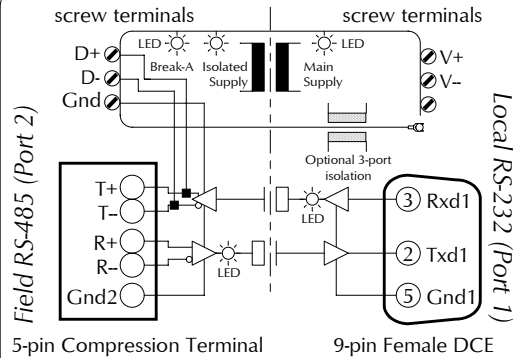 screw terminals
screw terminals
D+
D-
Gnd
LED
Break-A
Isolated
Supply
Main
Supply
LED
V+
V--
Optional 3-port
isolation
Field RS-485 (Port 2)
T+
T--
R+
R--
Gnd2
LED
LED
3 Rxd1
2 Txd1
5 Gnd1
Local RS-232 (Port 1)
5-pin Compression Terminal
9-pin Female DCE